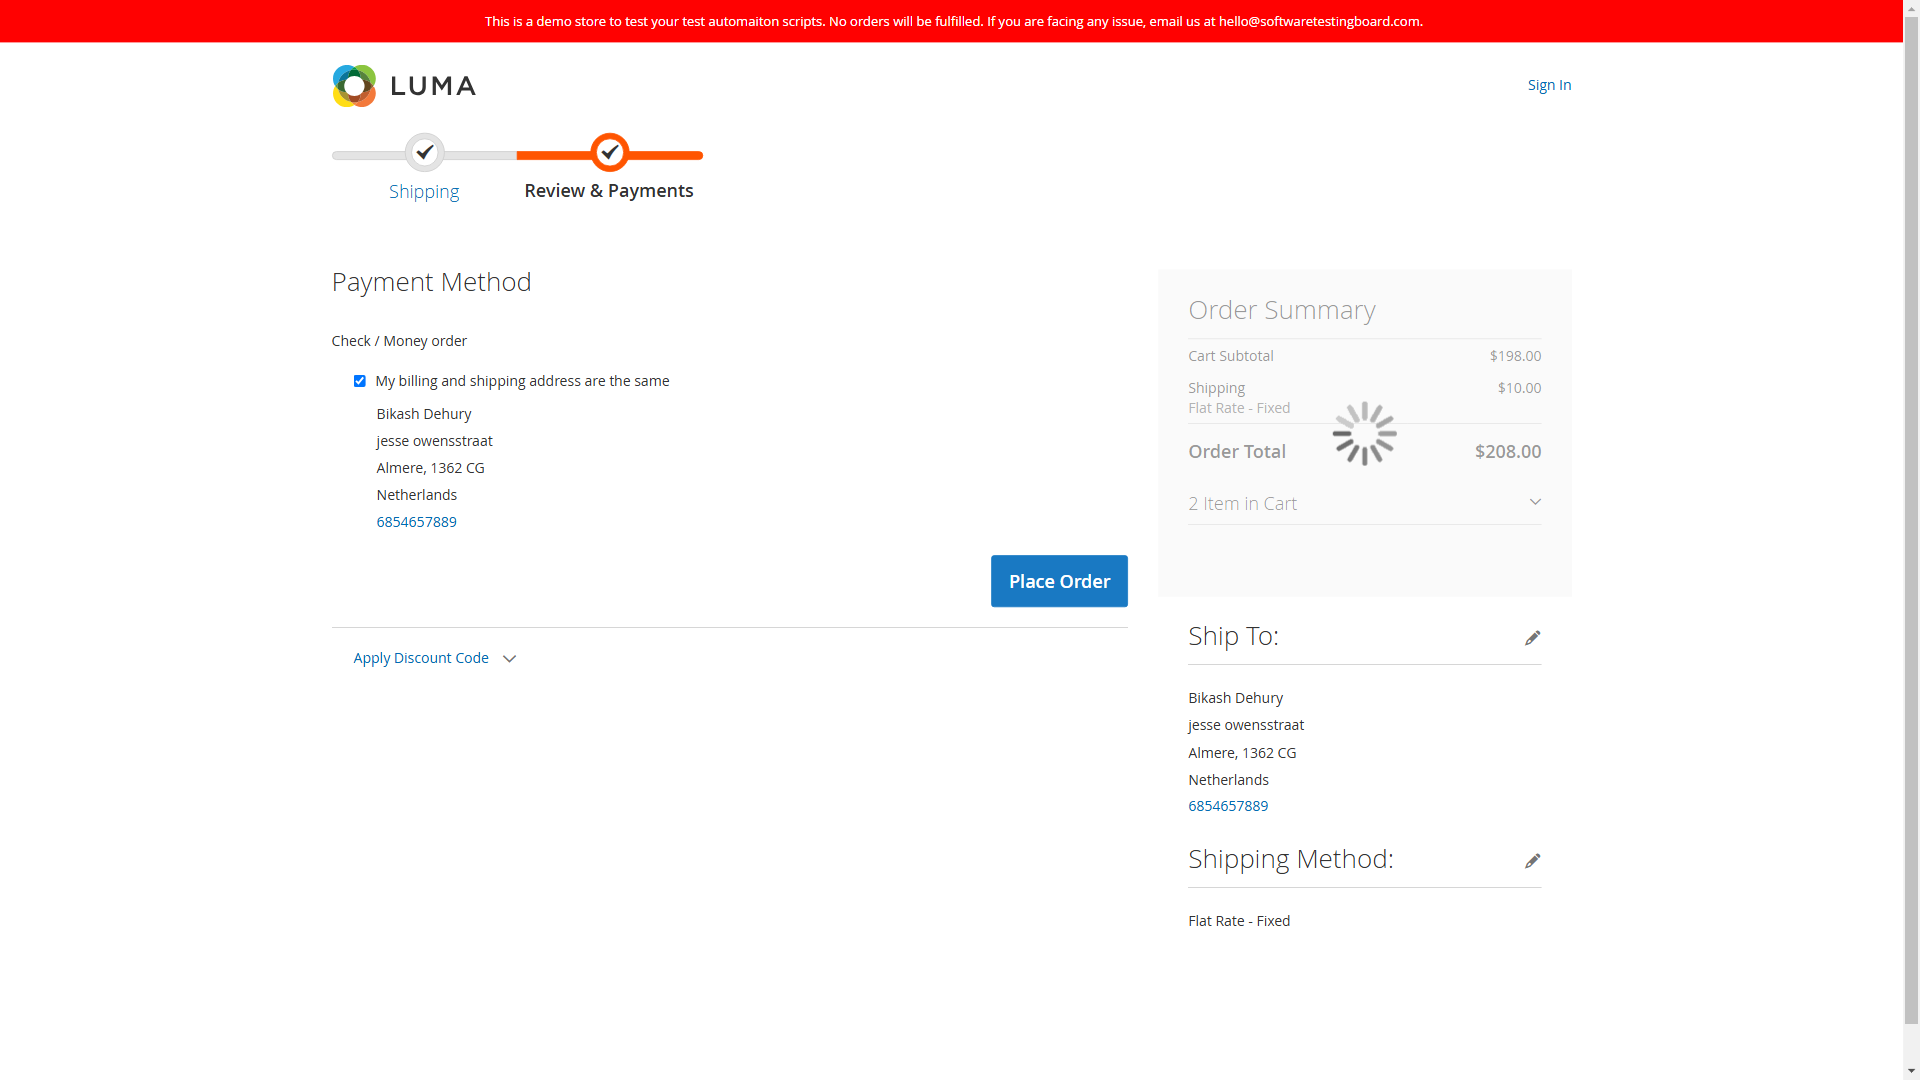 This is a demo store to test your test automaiton scripts. No orders will be fulfilled. If you are facing any issue, email us at hello@softwaretestingboard.com.
LUMA
Sign In
Shipping
Review & Payments
Payment Method
Check / Money order
My billing and shipping address are the same
Bikash Dehury
jesse owensstraat
Almere, 1362 CG
Netherlands
6854657889
Place Order
Apply Discount Code
Order Summary
Cart Subtotal $198.00
Shipping $10.00
Flat Rate - Fixed
Order Total $208.00
2 Item in Cart
Ship To:
Bikash Dehury
jesse owensstraat
Almere, 1362 CG
Netherlands
6854657889
Shipping Method:
Flat Rate - Fixed